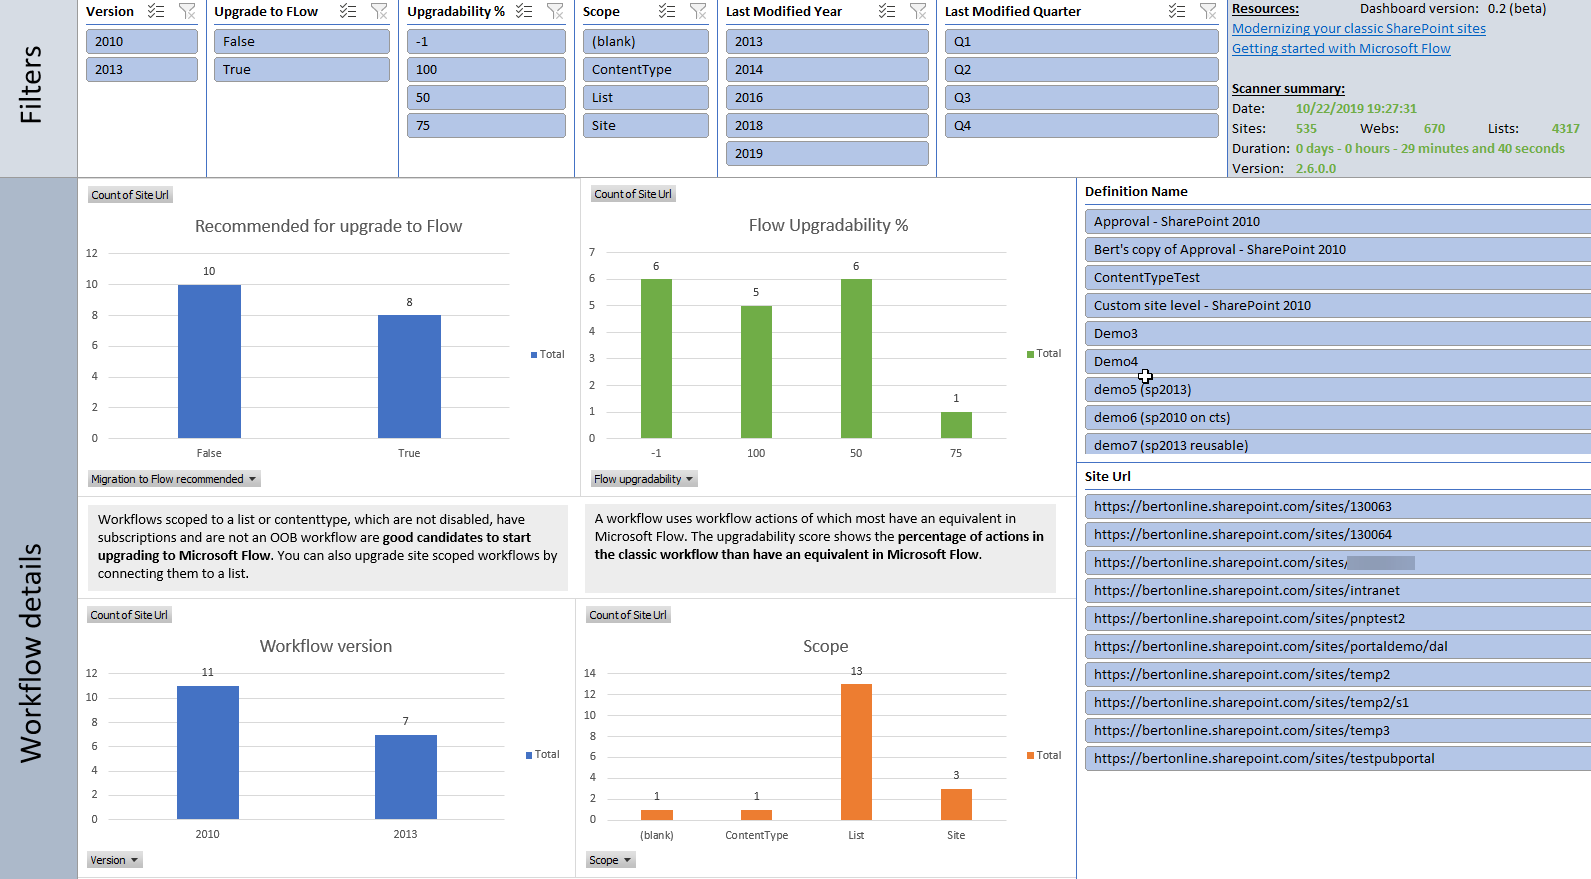 Filters
Version
2010
2013
Upgrade to FLow
False
True
Upgradability %
-1
100
50
75
Scope
(blank)
ContentType
List
Site
Last Modified Year
2013
2014
2016
2018
2019
Last Modified Quarter
Q1
Q2
Q3
Q4
Resources: Dashboard version: 0.2 (beta)
Modernizing your classic SharePoint sites
Getting started with Microsoft Flow
Scanner summary:
Date: 10/22/2019 19:27:31
Sites: 535 Webs: 670 Lists: 4317
Duration: 0 days - 0 hours - 29 minutes and 40 seconds
Version: 2.6.0.0
Workflow details
Count of Site Url
Recommended for upgrade to Flow
12
10
8
6
4
2
0
10
8
False
True
Total
Migration to Flow recommended
Count of Site Url
Flow Upgradability %
7
6
5
4
3
2
1
0
6
5
6
1
-1
100
50
75
Total
Flow upgradability
Workflows scoped to a list or contenttype, which are not disabled, have
subscriptions and are not an OOB workflow are good candidates to start
upgrading to Microsoft Flow. You can also upgrade site scoped workflows by
connecting them to a list.
A workflow uses workflow actions of which most have an equivalent in
Microsoft Flow. The upgradability score shows the percentage of actions in
the classic workflow than have an equivalent in Microsoft Flow.
Count of Site Url
Workflow version
12
10
8
6
4
2
0
11
7
2010
2013
Total
Version
Count of Site Url
Scope
14
12
10
8
6
4
2
0
1
1
13
3
(blank)
ContentType
List
Site
Total
Scope
Definition Name
Approval - SharePoint 2010
Bert's copy of Approval - SharePoint 2010
ContentTypeTest
Custom site level - SharePoint 2010
Demo3
Demo4
demo5 (sp2013)
demo6 (sp2010 on cts)
demo7 (sp2013 reusable)
Site Url
https://bertonline.sharepoint.com/sites/130063
https://bertonline.sharepoint.com/sites/130064
https://bertonline.sharepoint.com/sites/
https://bertonline.sharepoint.com/sites/intranet
https://bertonline.sharepoint.com/sites/pnptest2
https://bertonline.sharepoint.com/sites/portaldemo/dal
https://bertonline.sharepoint.com/sites/temp2
https://bertonline.sharepoint.com/sites/temp2/s1
https://bertonline.sharepoint.com/sites/temp3
https://bertonline.sharepoint.com/sites/testpubportal